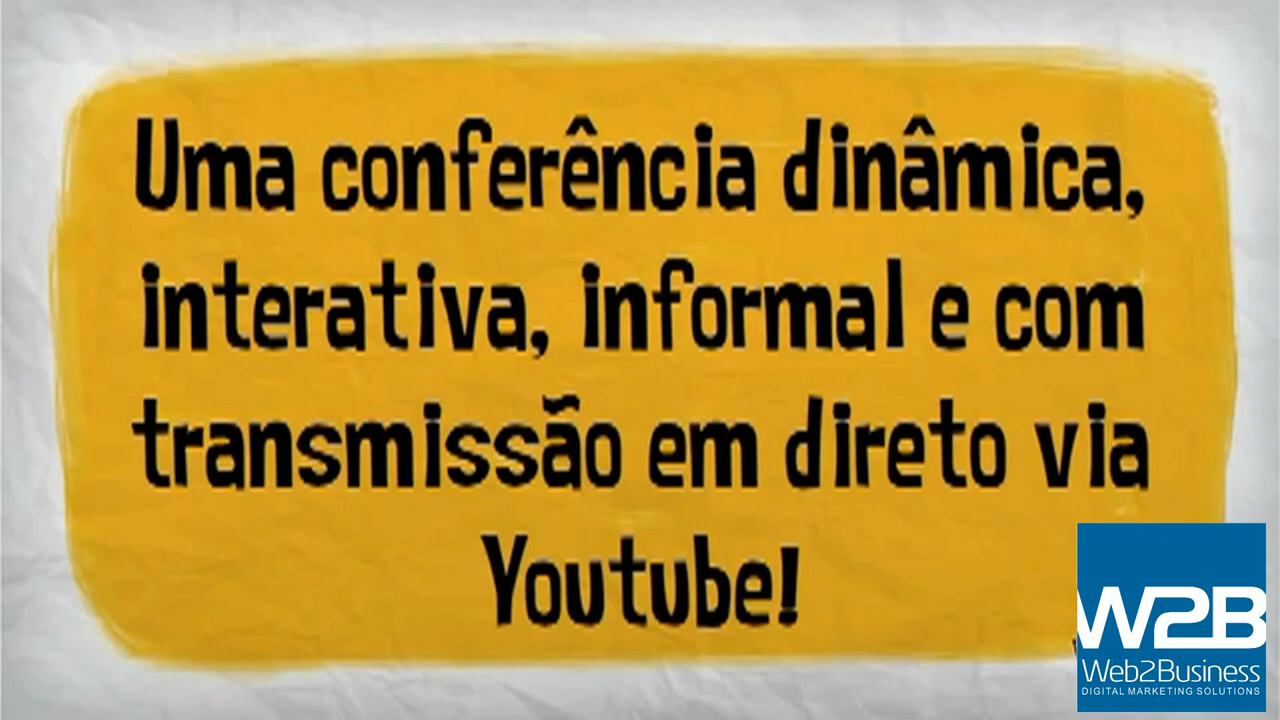 Uma conferência dinâmica,
interativa, informal e com
transmissão em direto via
Youtube!
W2B
Web2Business
DIGITAL MARKETING SOLUTIONS